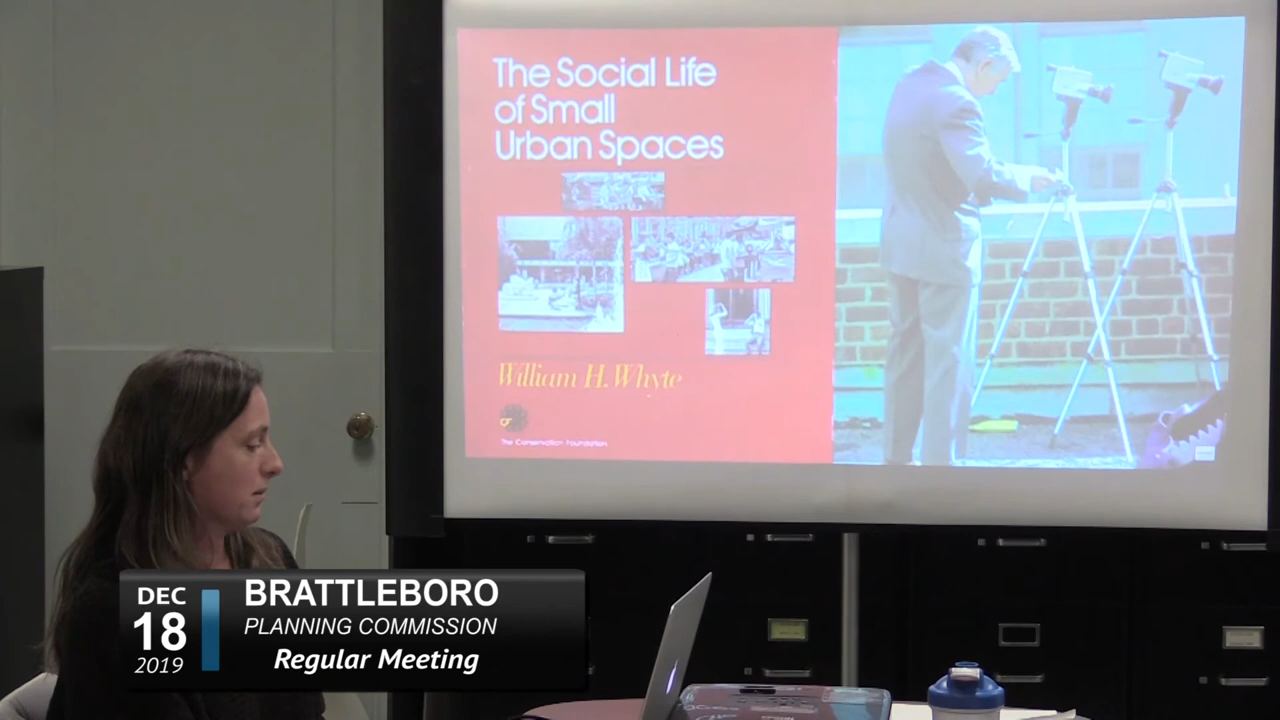 The Social Life
of Small
Urban Spaces
William H. Whyte
The Conservation Foundation
DEC
18
2019
BRATTLEBORO
PLANNING COMMISSION
Regular Meeting